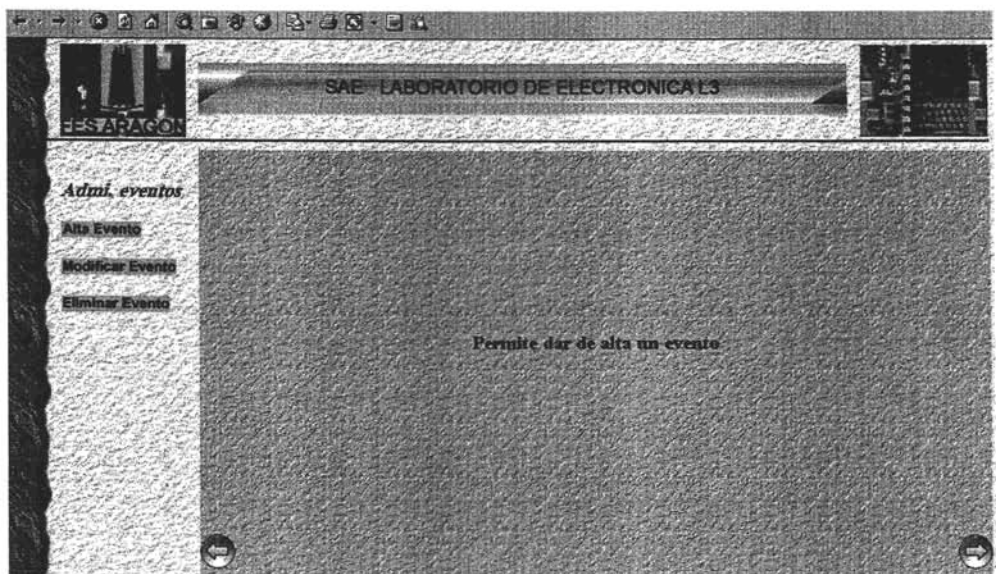 SAE LABORATORIO DE ELECTRONICA L3
FES ARAGON
Admi, eventos
Alta Evento
Modificar Evento
Eliminar Evento
Permite dar de alta un evento